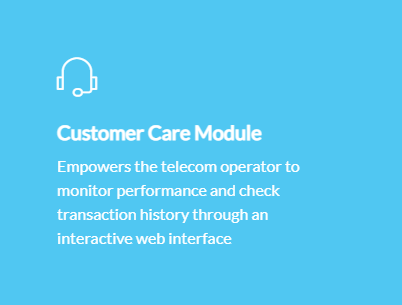 Customer Care Module
Empowers the telecom operator to
monitor performance and check
transaction history through an
interactive web interface